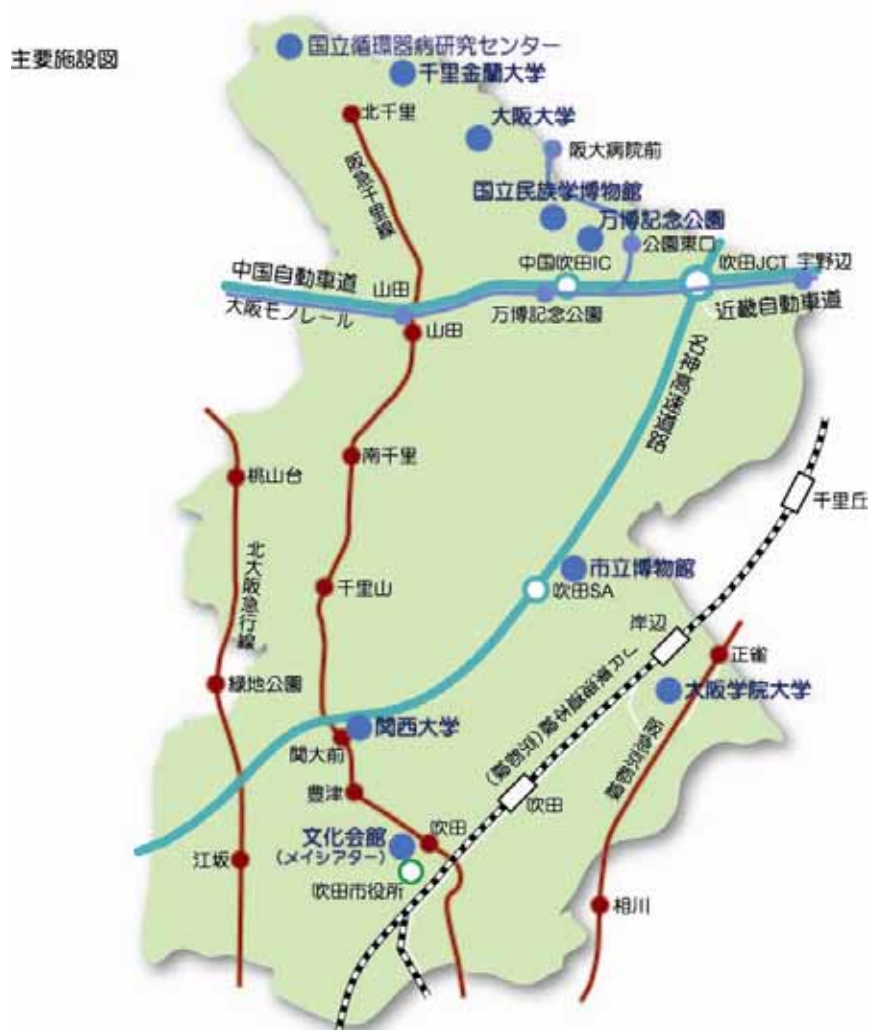 主要施設図
国立循環器病研究センター
千里金蘭大学
北千里
大阪大学
阪大病院前
阪急千里線
国立民族学博物館
万博記念公園
公園東口
中国吹田IC
吹田JCT
宇野辺
中国自動車道
山田
大阪モノレール
万博記念公園
近畿自動車道
山田
名神高速道路
南千里
桃山台
千里丘
北大阪急行線
市立博物館
千里山
吹田SA
岸辺
正雀
緑地公園
大阪学院大学
JR東海道本線(京都線)
関西大学
関大前
阪急京都線
豊津
吹田
吹田
文化会館
(メイシアター)
江坂
吹田市役所
相川